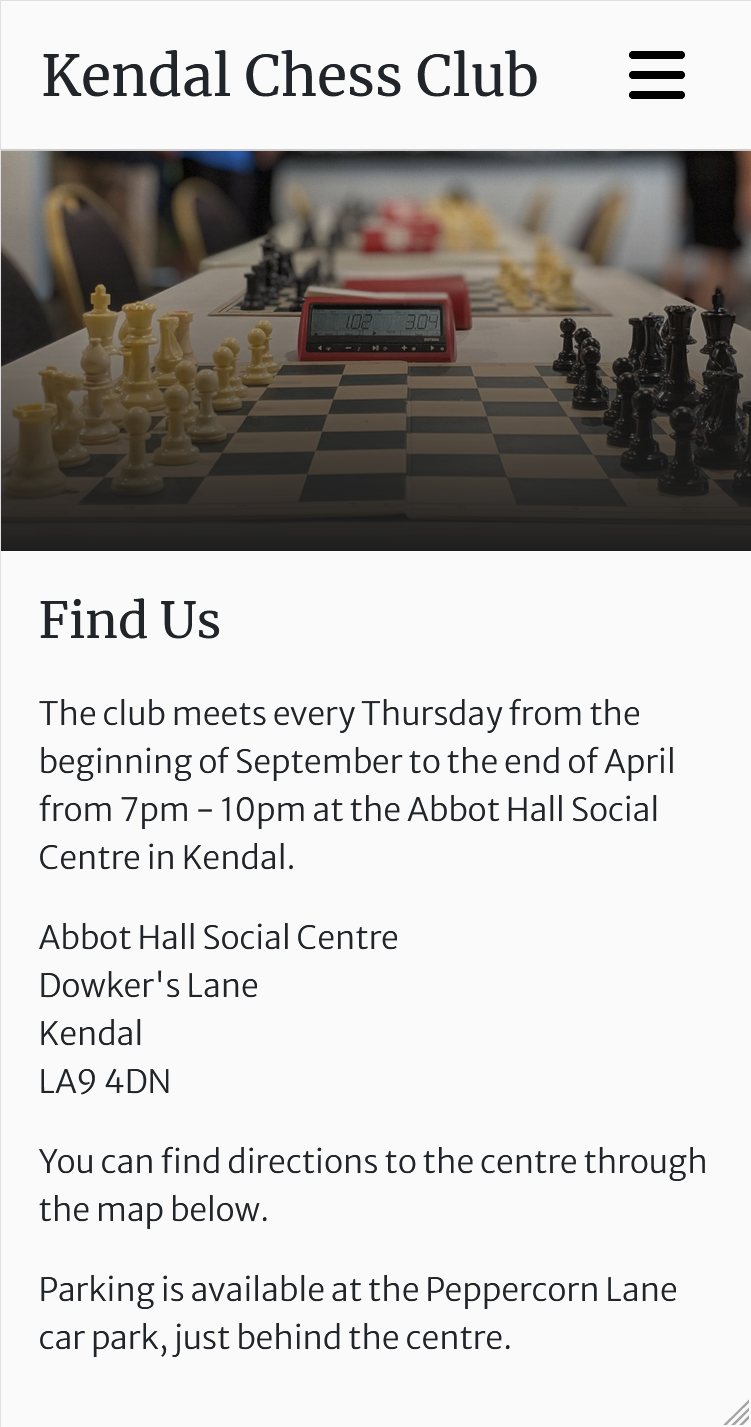 Kendal Chess Club
1:02 3:04
Find Us
The club meets every Thursday from the
beginning of September to the end of April
from 7pm – 10pm at the Abbot Hall Social
Centre in Kendal.
Abbot Hall Social Centre
Dowker's Lane
Kendal
LA9 4DN
You can find directions to the centre through
the map below.
Parking is available at the Peppercorn Lane
car park, just behind the centre.